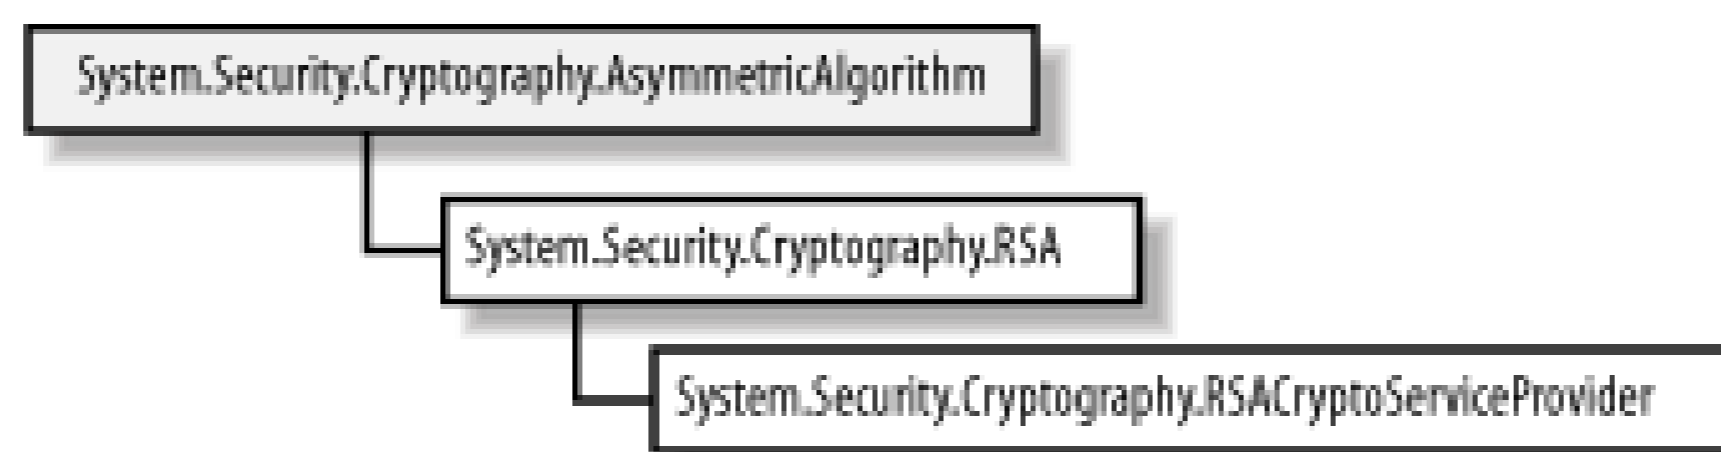 System.Security.Cryptography.AsymmetricAlgorithm
System.Security.Cryptography.RSA
System.Security.Cryptography.RSACryptoServiceProvider